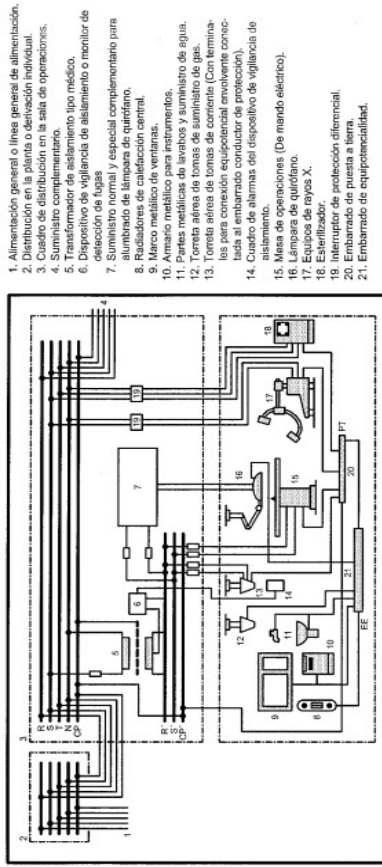 1. Alimentación general o línea general de alimentación.
2. Distribución en la planta o derivación individual.
3. Cuadro de distribución en la sala de operaciones.
4. Suministro complementario.
5. Transformador de aislamiento tipo médico.
6. Dispositivo de vigilancia de aislamiento o monitor de
detección de fugas
7. Suministro normal y especial complementario para
alumbrado de lámpara de quirófano.
8. Radiadores de calefacción central.
9. Marco metálico de ventanas.
10. Armario metálico para instrumentos.
11. Partes metálicas de lavabos y suministro de agua.
12. Torreta aérea de tomas de suministro de gas.
13. Torreta aérea de tomas de corriente (Con termina-
les para conexión equipotencial envolvente conec-
tada al embarrado conductor de protección).
14. Cuadro de alarmas del dispositivo de vigilancia de
aislamiento.
15. Mesa de operaciones (De mando eléctrico).
16. Lámpara de quirófano.
17. Equipos de rayos X.
18. Esterilizador.
19. Interruptor de protección diferencial.
20. Embarrado de puesta a tierra.
21. Embarrado de equipotencialidad.
2
3
R
S
T
N
CP
1
4
5
6
7
19
19
R
S
CP
18
17
16
15
13
14
12
11
10
9
8
PT
20
EE
21